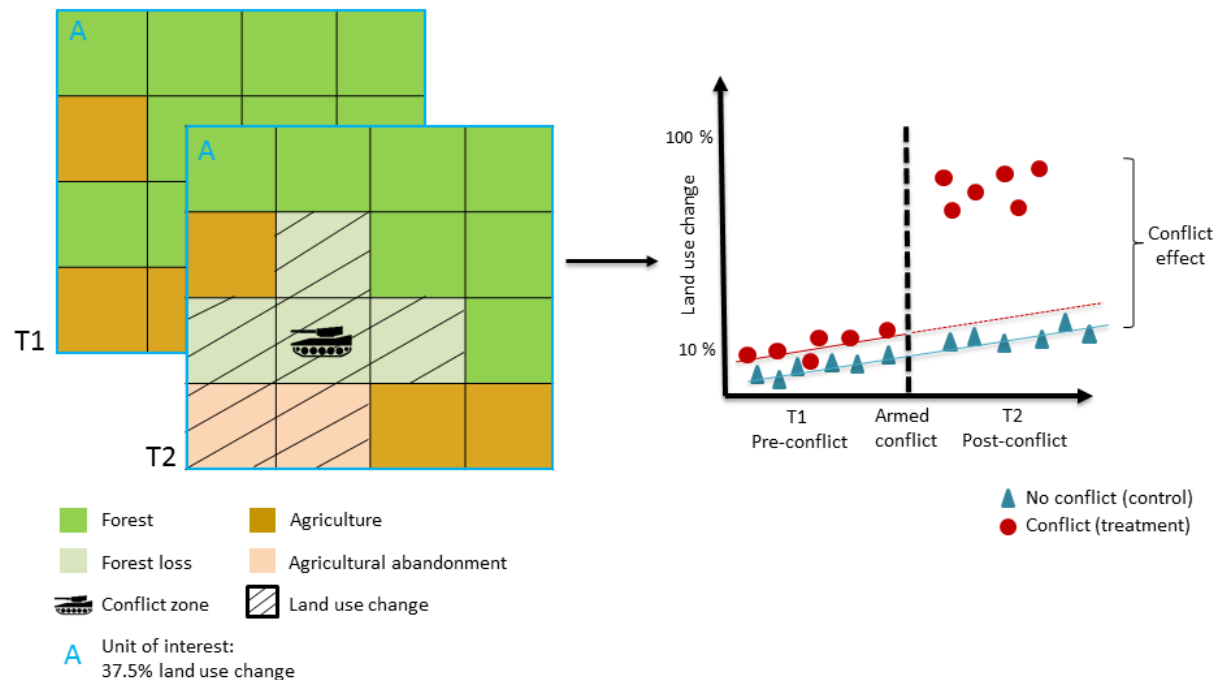 A
A
T1
T2
100 %
Land use change
10 %
T1
Pre-conflict
Armed
conflict
T2
Post-conflict
Conflict
effect
No conflict (control)
Conflict (treatment)
Forest
Agriculture
Forest loss
Agricultural abandonment
Conflict zone
Land use change
A
Unit of interest:
37.5% land use change